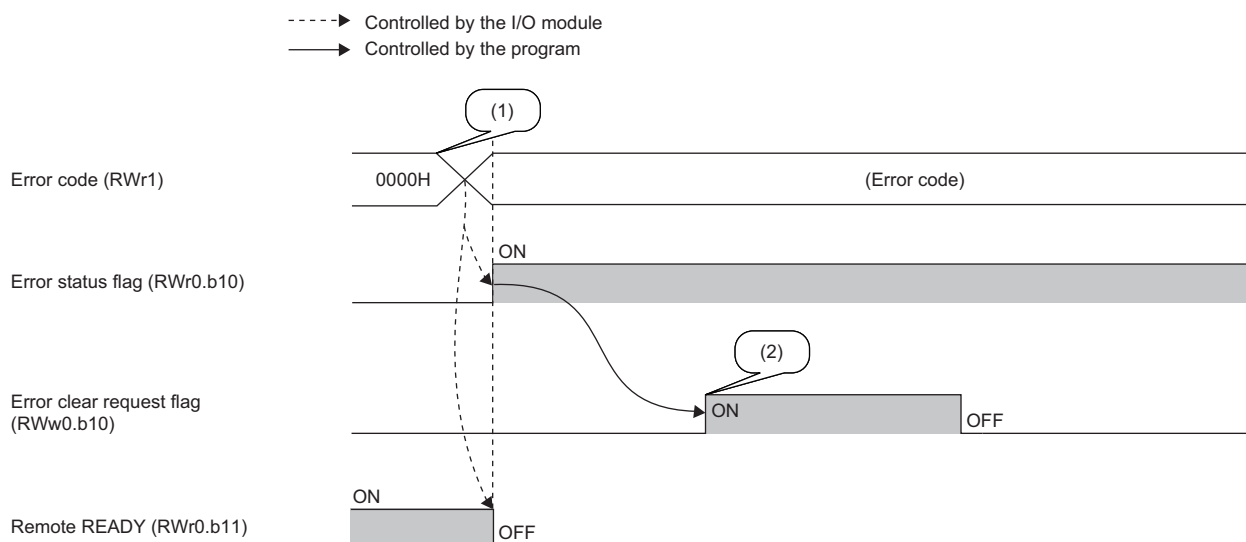 Controlled by the I/O module
Controlled by the program
(1)
Error code (RWr1)
0000H
(Error code)
ON
Error status flag (RWr0.b10)
(2)
Error clear request flag
(RWw0.b10)
ON
OFF
ON
Remote READY (RWr0.b11)
OFF